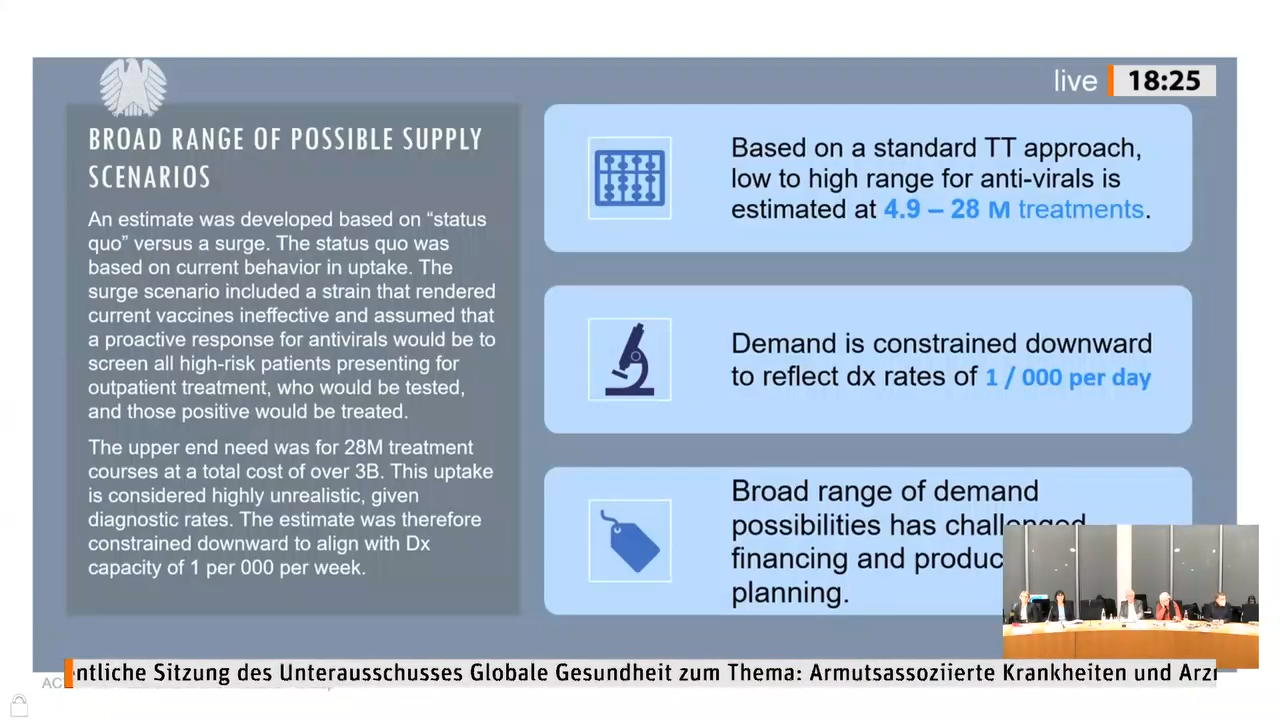 live 18:25
BROAD RANGE OF POSSIBLE SUPPLY
SCENARIOS
An estimate was developed based on “status
quo” versus a surge. The status quo was
based on current behavior in uptake. The
surge scenario included a strain that rendered
current vaccines ineffective and assumed that
a proactive response for antivirals would be to
screen all high-risk patients presenting for
outpatient treatment, who would be tested,
and those positive would be treated.
The upper end need was for 28M treatment
courses at a total cost of over 3B. This uptake
is considered highly unrealistic, given
diagnostic rates. The estimate was therefore
constrained downward to align with Dx
capacity of 1 per 000 per week.
Based on a standard TT approach,
low to high range for anti-virals is
estimated at 4.9 – 28 M treatments.
Demand is constrained downward
to reflect dx rates of 1 / 000 per day
Broad range of demand
possibilities has challenged
financing and produc
planning.
ntliche Sitzung des Unterausschusses Globale Gesundheit zum Thema: Armutsassoziierte Krankheiten und Arz